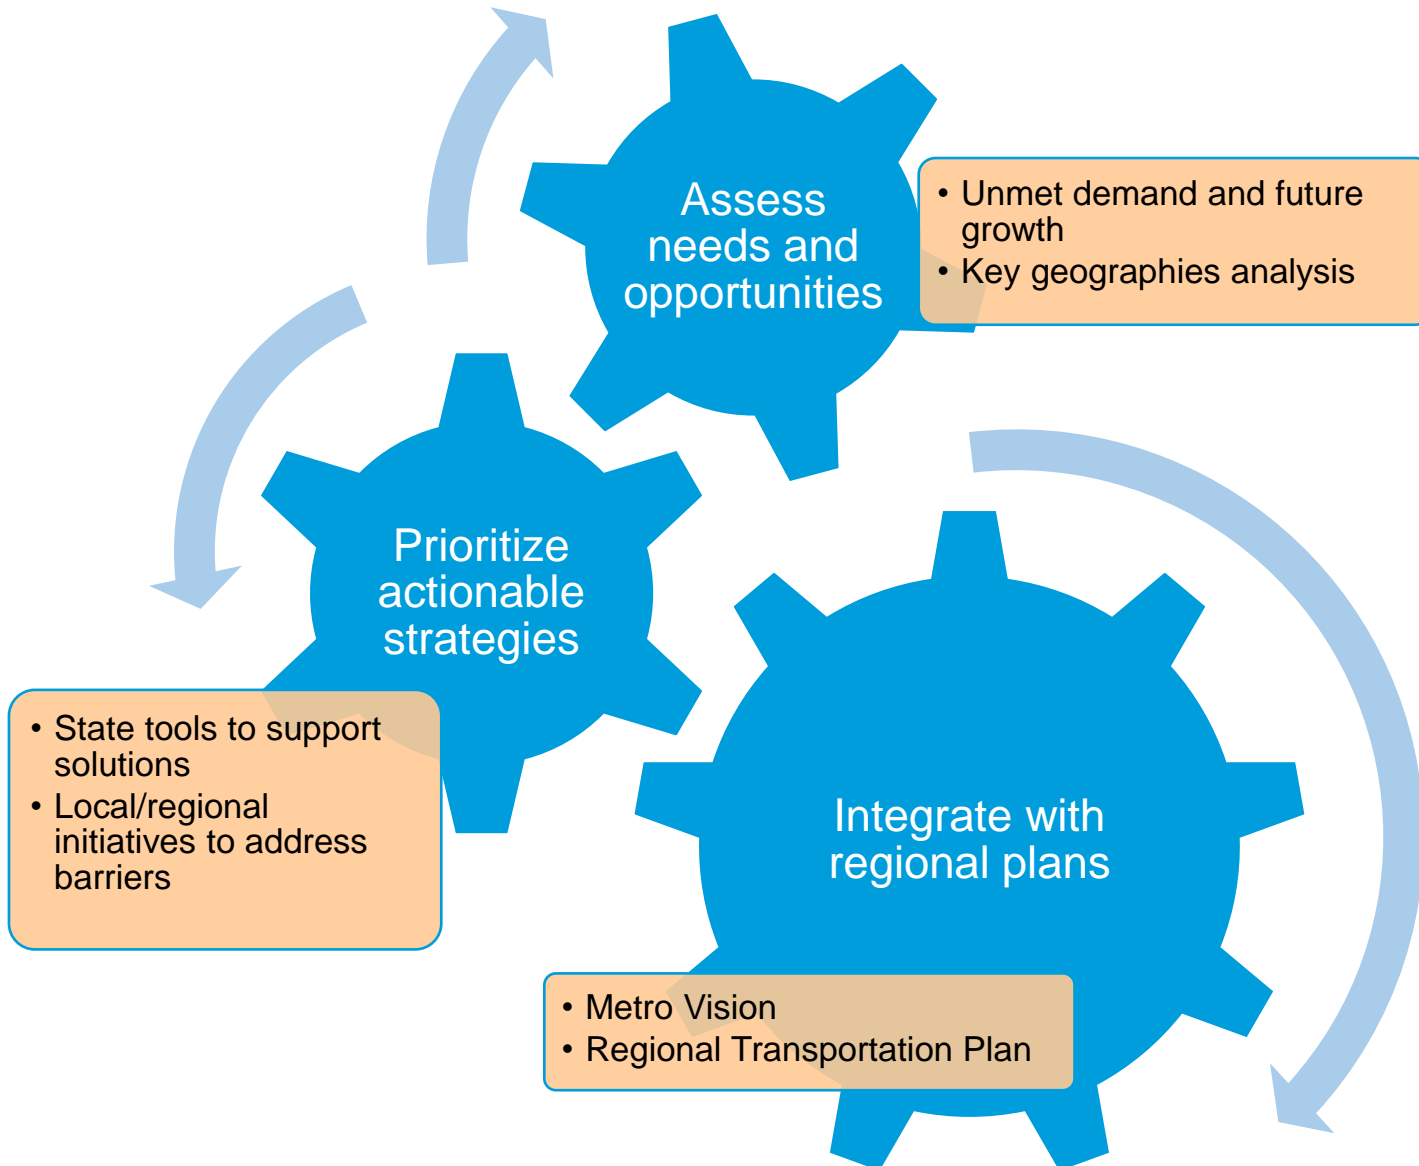 Assess
needs and
opportunities
• Unmet demand and future
growth
• Key geographies analysis
Prioritize
actionable
strategies
• State tools to support
solutions
• Local/regional
initiatives to address
barriers
Integrate with
regional plans
• Metro Vision
• Regional Transportation Plan